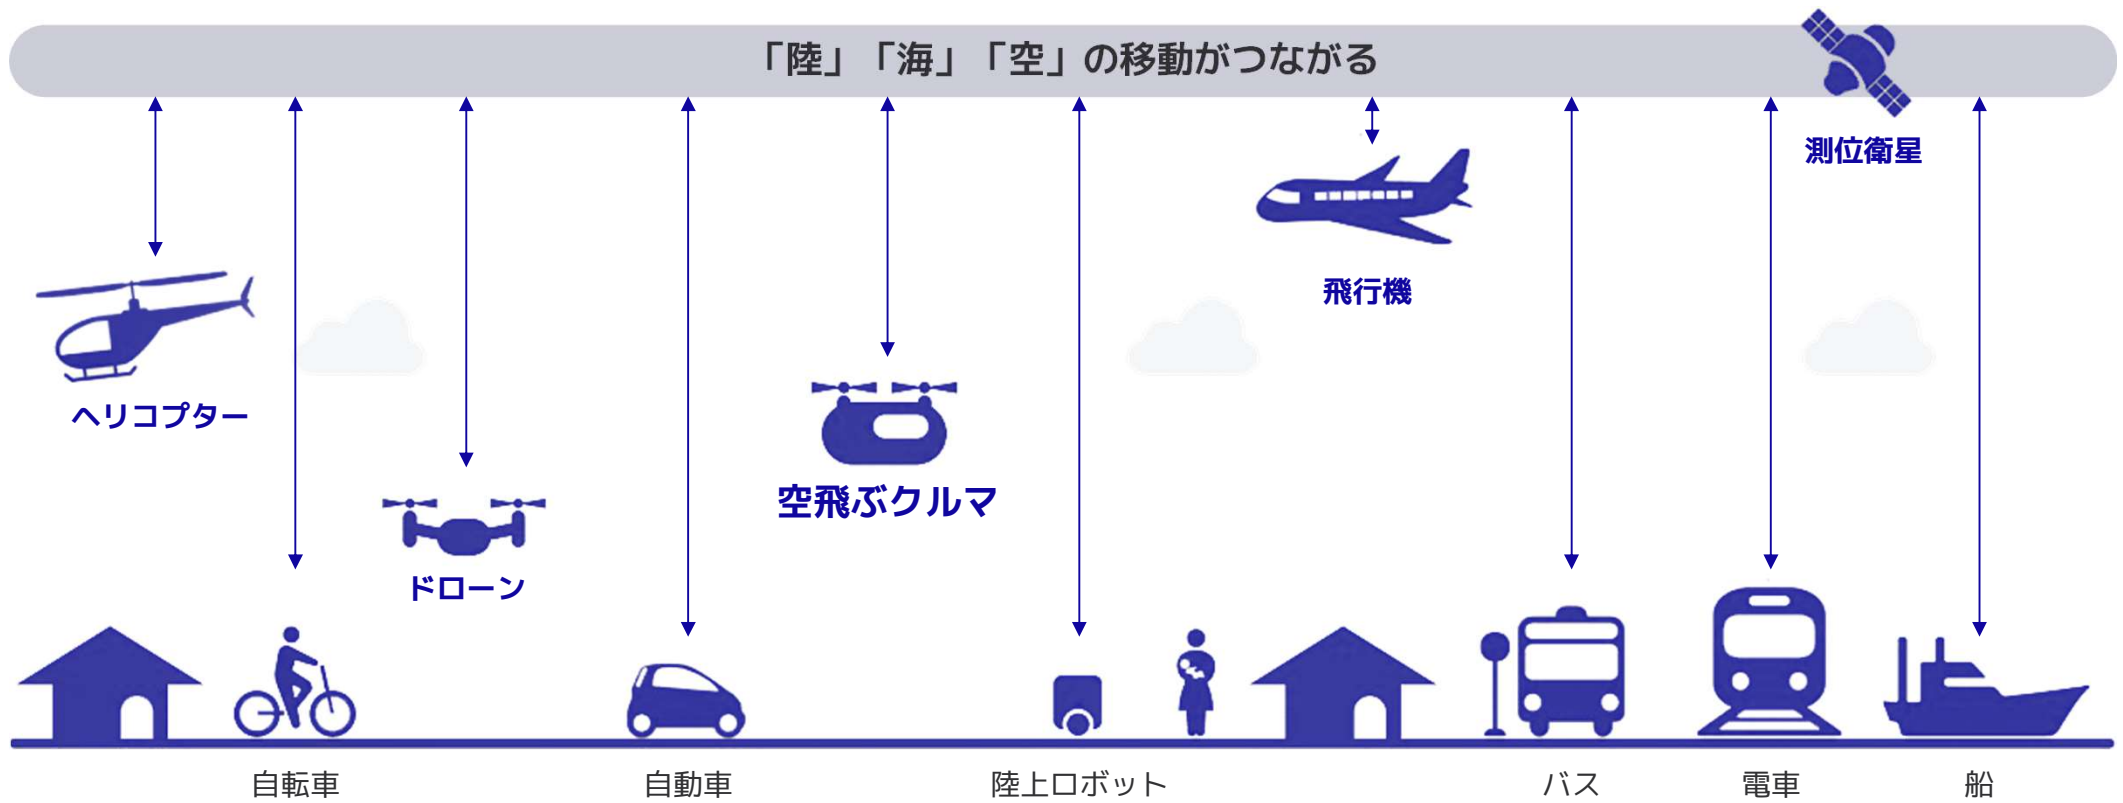 「陸」「海」「空」の移動がつながる
測位衛星
飛行機
ヘリコプター
空飛ぶクルマ
ドローン
自転車
自動車
陸上ロボット
バス
電車
船